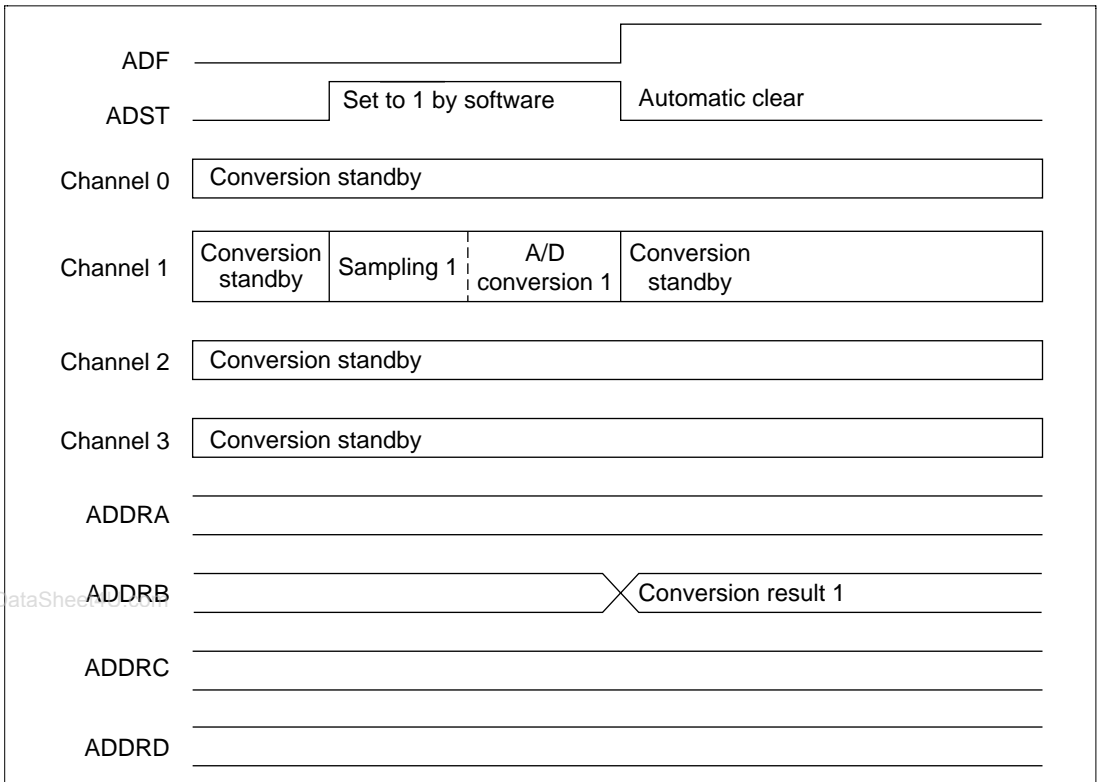 ADF
ADST Set to 1 by software Automatic clear
Channel 0 Conversion standby
Channel 1 Conversion standby Sampling 1 A/D conversion 1 Conversion standby
Channel 2 Conversion standby
Channel 3 Conversion standby
ADDRA
ADDRB Conversion result 1
ADDRC
ADDRD